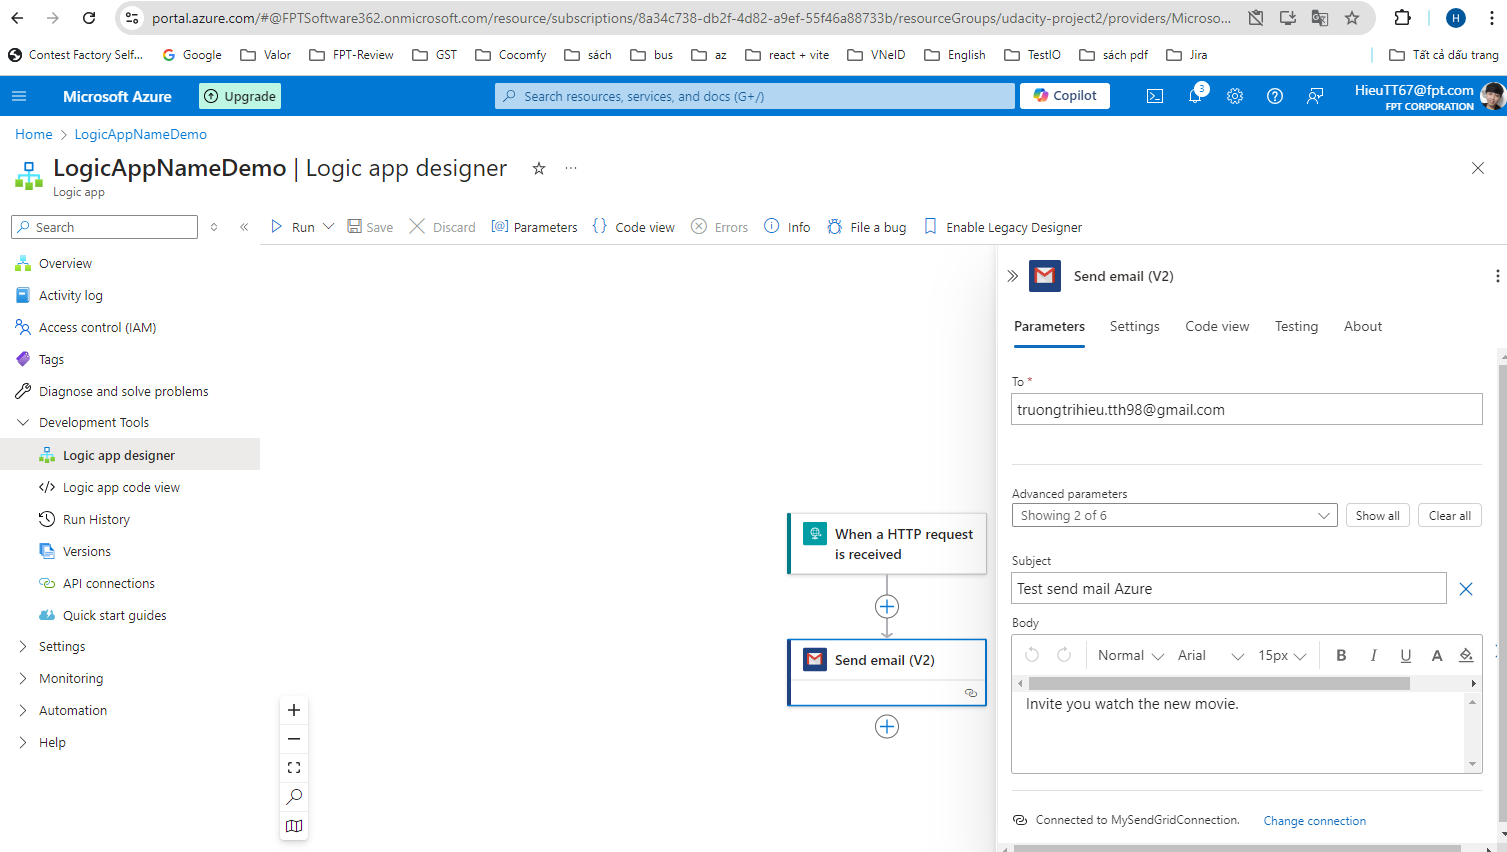 portal.azure.com/#@FPTSoftware362.onmicrosoft.com/resource/subscriptions/8a34c738-db2f-4d82-a9ef-55f46a88733b/resourceGroups/udacity-project2/providers/Microso...
H
Contest Factory Self... Google Valor FPT-Review GST Cocomfy sách bus az react + vite VNeID English TestIO sách pdf Jira Tất cả dấu trang
Microsoft Azure Upgrade Search resources, services, and docs (G+/) Copilot 3 HieuTT67@fpt.com
FPT CORPORATION
Home > LogicAppNameDemo
LogicAppNameDemo | Logic app designer
Logic app
Search
Run Save Discard Parameters Code view Errors Info File a bug Enable Legacy Designer
Overview
Activity log
Access control (IAM)
Tags
Diagnose and solve problems
Development Tools
Logic app designer
Logic app code view
Run History
Versions
API connections
Quick start guides
Settings
Monitoring
Automation
Help
When a HTTP request
is received
Send email (V2)
Send email (V2)
Parameters Settings Code view Testing About
To *
truongtrihieu.tth98@gmail.com
Advanced parameters
Showing 2 of 6 Show all Clear all
Subject
Test send mail Azure
Body
Normal Arial 15px B I U A
Invite you watch the new movie.
Connected to MySendGridConnection. Change connection